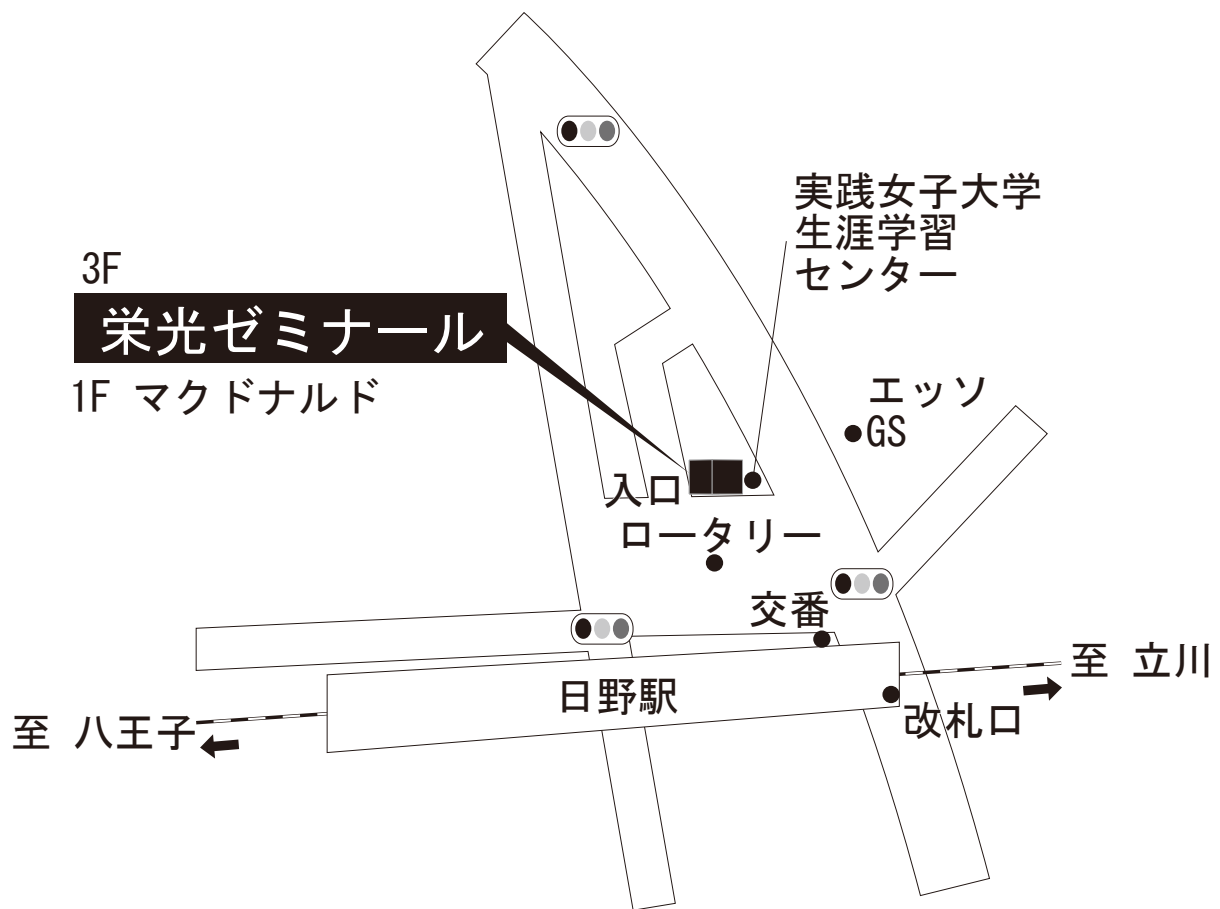 実践女子大学
生涯学習
センター
3F
栄光ゼミナール
1F マクドナルド
エッソ
GS
入口
ロータリー
交番
至 立川
日野駅
改札口
至 八王子